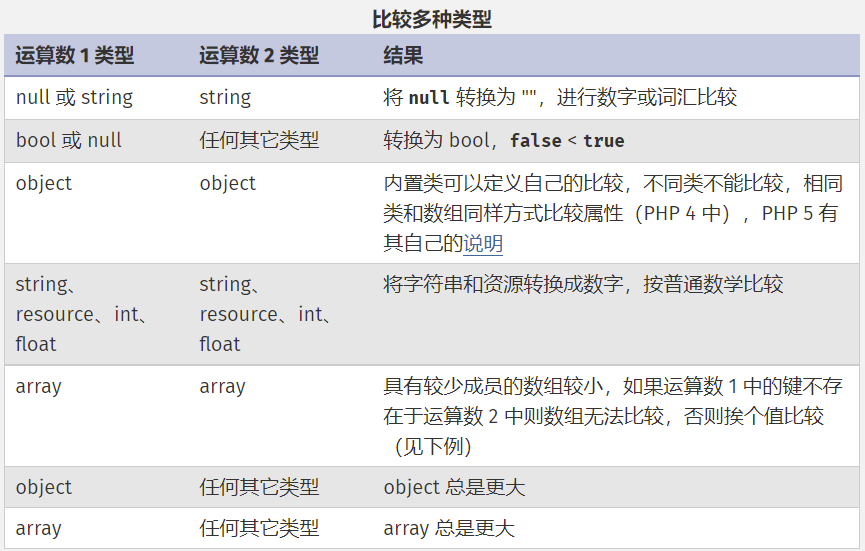 比较多种类型
运算数 1 类型 运算数 2 类型 结果
null 或 string string 将 null 转换为 ""，进行数字或词汇比较
bool 或 null 任何其它类型 转换为 bool，false < true
object object 内置类可以定义自己的比较，不同类不能比较，相同
类和数组同样方式比较属性（PHP 4 中），PHP 5 有
其自己的说明
string、 string、 将字符串和资源转换成数字，按普通数学比较
resource、int、 resource、int、
float float
array array 具有较少成员的数组较小，如果运算数 1 中的键不存
在于运算数 2 中则数组无法比较，否则挨个值比较
（见下例）
object 任何其它类型 object 总是更大
array 任何其它类型 array 总是更大